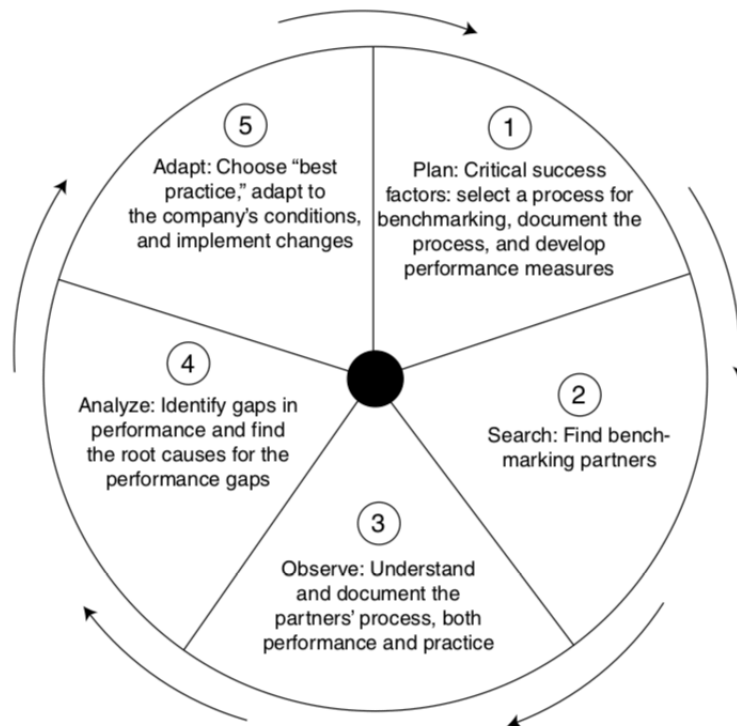 1
Plan: Critical success
factors: select a process for
benchmarking, document the
process, and develop
performance measures
2
Search: Find bench-
marking partners
3
Observe: Understand
and document the
partners’ process, both
performance and practice
4
Analyze: Identify gaps in
performance and find
the root causes for the
performance gaps
5
Adapt: Choose “best
practice,” adapt to
the company’s conditions,
and implement changes